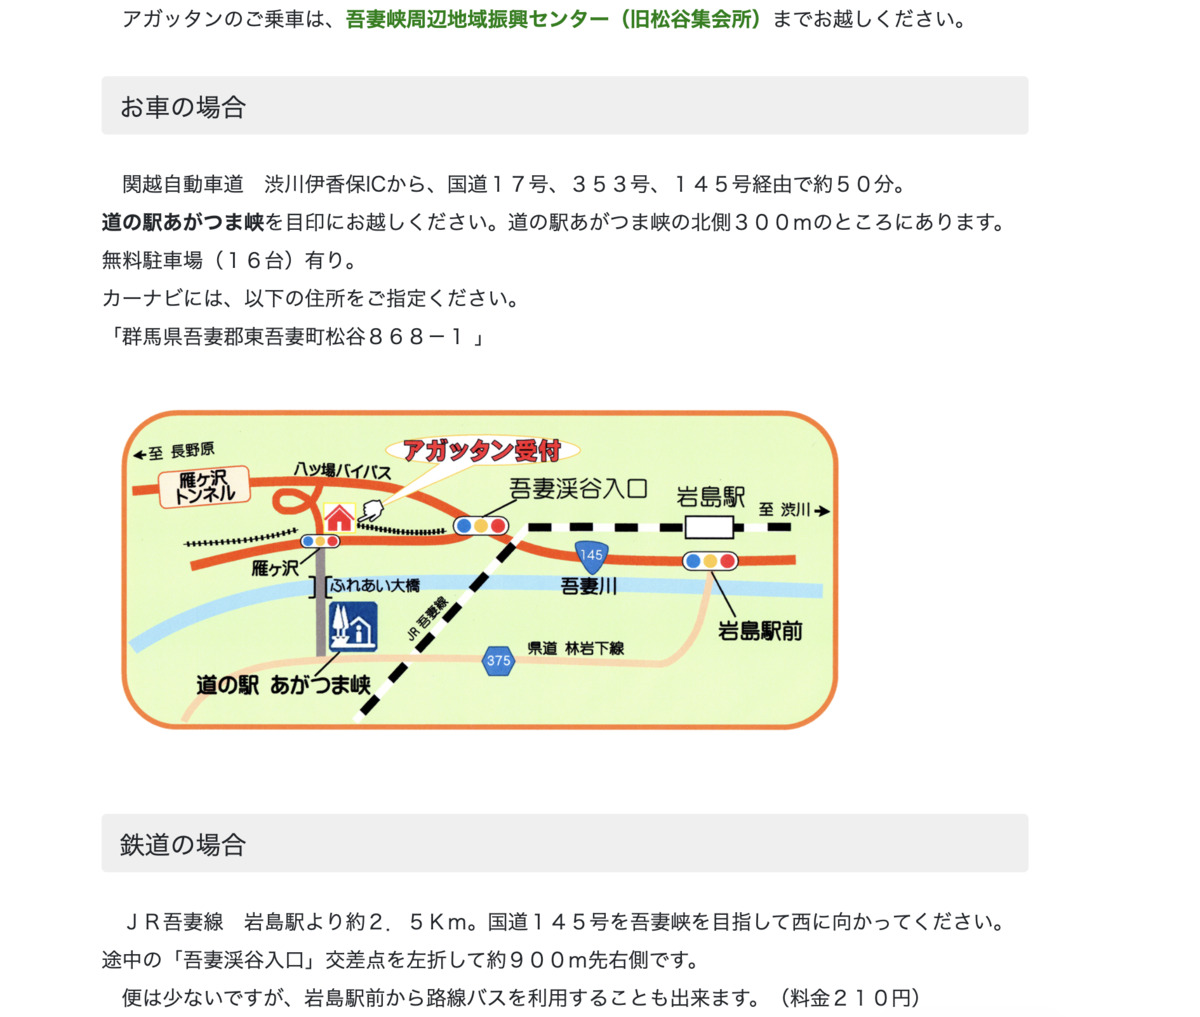 アガッタンのご乗車は、吾妻峡周辺地域振興センター（旧松谷集会所）までお越しください。
お車の場合
関越自動車道　渋川伊香保ICから、国道１７号、３５３号、１４５号経由で約５０分。
道の駅あがつま峡を目印にお越しください。道の駅あがつま峡の北側３００ｍのところにあります。
無料駐車場（１６台）有り。
カーナビには、以下の住所をご指定ください。
「群馬県吾妻郡東吾妻町松谷８６８－１ 」
←至 長野原
アガッタン受付
雁ヶ沢
トンネル
八ッ場バイパス
吾妻渓谷入口
岩島駅
至 渋川→
雁ヶ沢
145
ふれあい大橋
吾妻川
JR 吾妻線
岩島駅前
県道 林岩下線
375
道の駅 あがつま峡
鉄道の場合
ＪＲ吾妻線　岩島駅より約２．５Ｋｍ。国道１４５号を吾妻峡を目指して西に向かってください。
途中の「吾妻渓谷入口」交差点を左折して約９００ｍ先右側です。
便は少ないですが、岩島駅前から路線バスを利用することも出来ます。（料金２１０円）